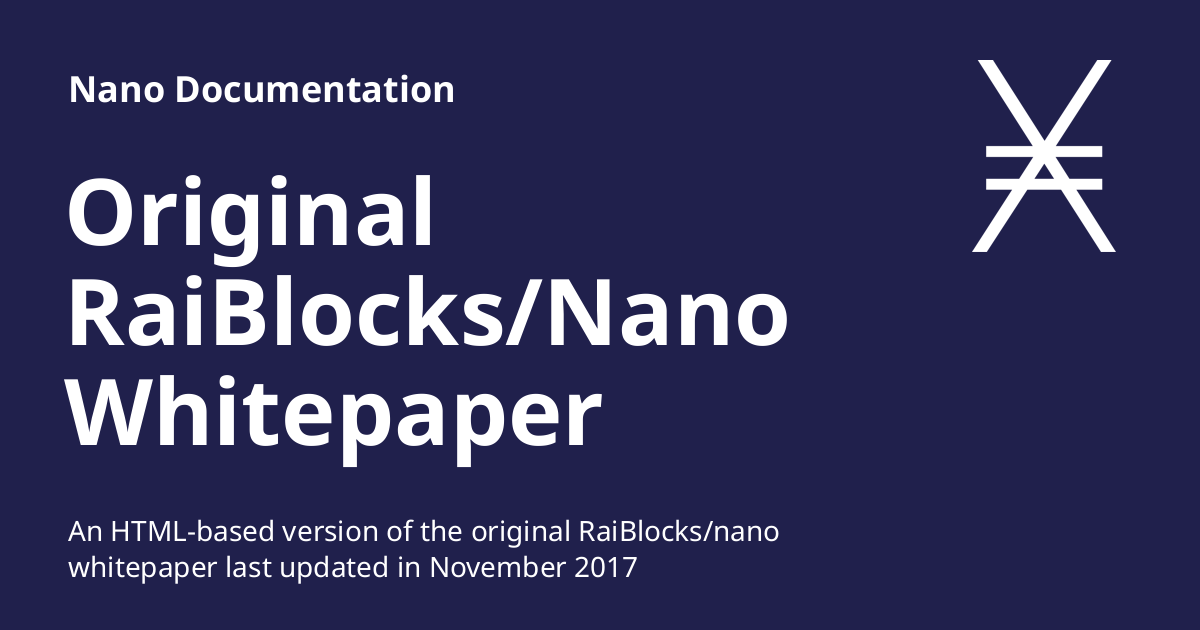 Nano Documentation
Original
RaiBlocks/Nano
Whitepaper
An HTML-based version of the original RaiBlocks/nano
whitepaper last updated in November 2017